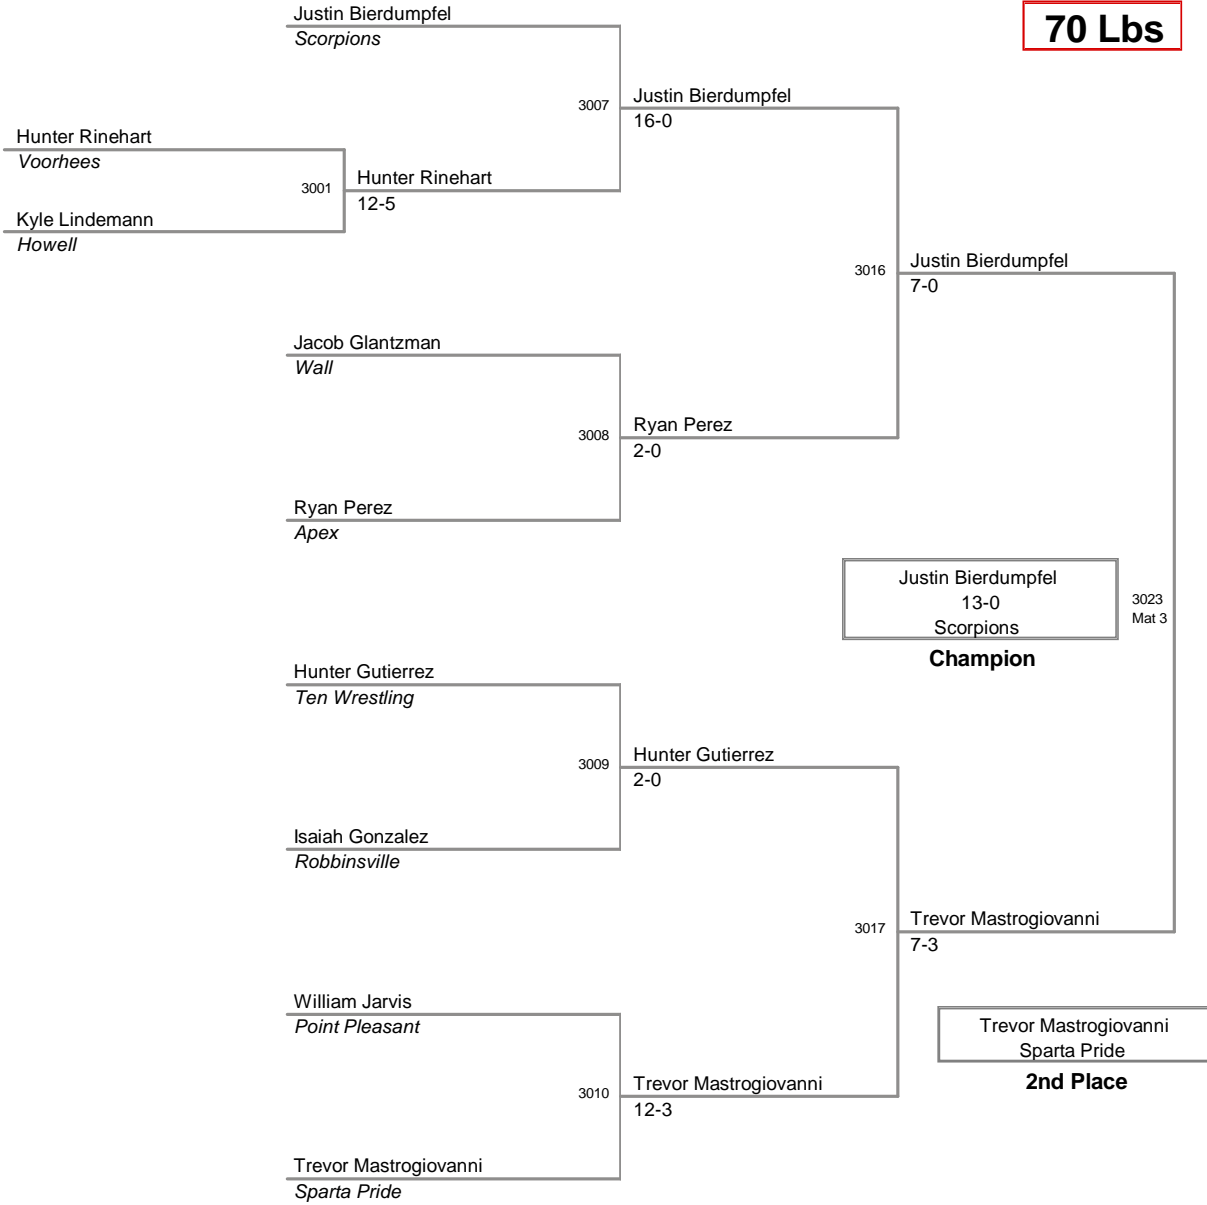 Justin Bierdumpfel
Scorpions
70 Lbs
3007
Justin Bierdumpfel
16-0
Hunter Rinehart
Voorhees
3001
Hunter Rinehart
12-5
Kyle Lindemann
Howell
3016
Justin Bierdumpfel
7-0
Jacob Glantzman
Wall
3008
Ryan Perez
2-0
Ryan Perez
Apex
Justin Bierdumpfel
13-0
Scorpions
Champion
3023
Mat 3
Hunter Gutierrez
Ten Wrestling
3009
Hunter Gutierrez
2-0
Isaiah Gonzalez
Robbinsville
3017
Trevor Mastrogiovanni
7-3
William Jarvis
Point Pleasant
Trevor Mastrogiovanni
Sparta Pride
2nd Place
3010
Trevor Mastrogiovanni
12-3
Trevor Mastrogiovanni
Sparta Pride